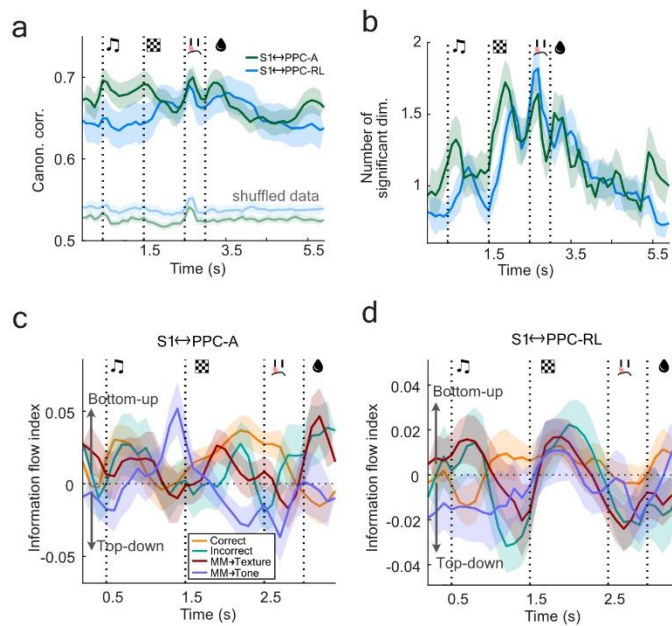 a
S1↔PPC-A
S1↔PPC-RL
0.7
0.6
0.5
Canon. corr.
shuffled data
1.5
3.5
5.5
Time (s)
b
2
1.5
1
Number of
significant dim.
1.5
3.5
5.5
Time (s)
c
S1↔PPC-A
Bottom-up
0.05
0
-0.05
Information flow index
Top-down
Correct
Incorrect
MM→Texture
MM→Tone
0.5
1.5
2.5
Time (s)
d
S1↔PPC-RL
0.04
Bottom-up
0.02
0
-0.02
-0.04
Information flow index
Top-down
0.5
1.5
2.5
Time (s)